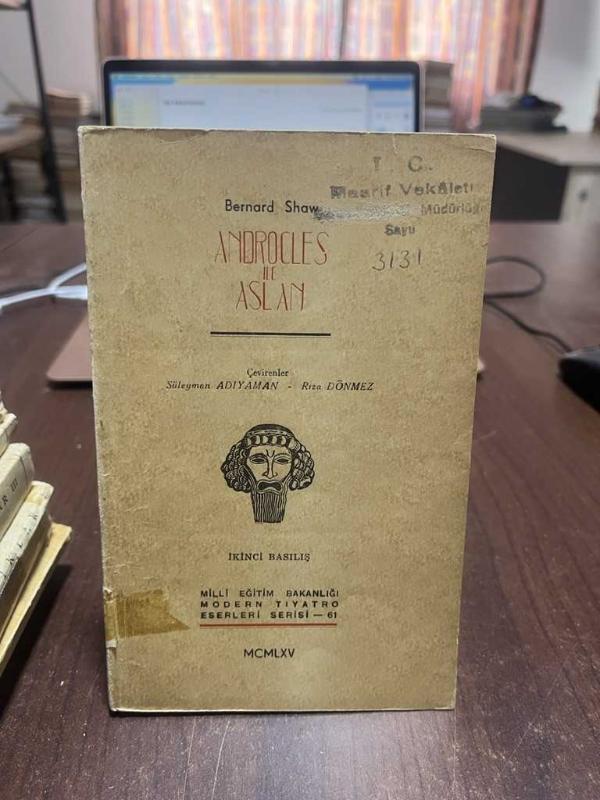 Bernard Shaw
T. C.
Maarif Vekâleti
Müdürlüğü
Sayı
3131
ANDROCLES
İLE
ASLAN
Çevirenler
Süleyman ADIYAMAN - Rıza DÖNMEZ
İKİNCİ BASILIŞ
MİLLİ EĞİTİM BAKANLIĞI
MODERN TİYATRO
ESERLERİ SERİSİ — 61
MCMLXV